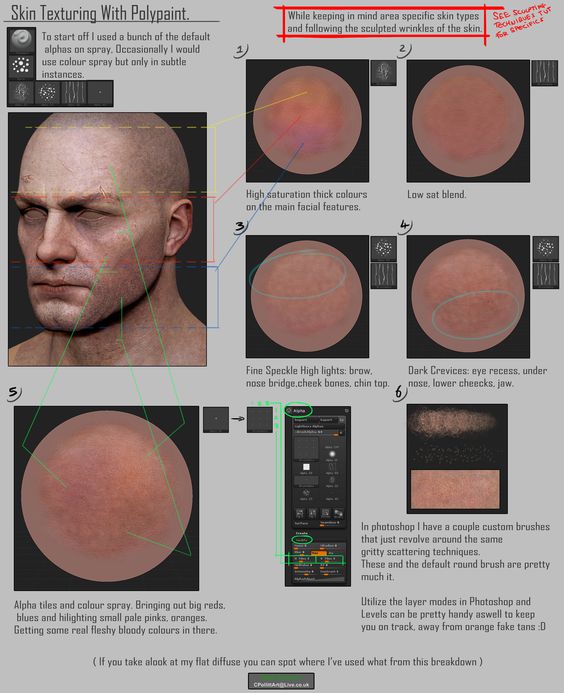 Skin Texturing With Polypaint.
To start off I used a bunch of the default
alphas on spray, Occasionally I would
use colour spray but only in subtle
instances.
While keeping in mind area specific skin types
and following the sculpted wrinkles of the skin.
SEE SCULPTING
TECHNIQUES TUT
FOR SPECIFICS
1
High saturation thick colours
on the main facial features.
2
Low sat blend.
3
Fine Speckle High lights: brow,
nose bridge,cheek bones, chin top.
4
Dark Crevices: eye recess, under
nose, lower cheecks, jaw.
5
Alpha tiles and colour spray. Bringing out big reds,
blues and hilighting small pale pinks, oranges.
Getting some real fleshy bloody colours in there.
Alpha
Import
Export
Surface
Create
Modify
6
In photoshop I have a couple custom brushes
that just revolve around the same
gritty scattering techniques.
These and the default round brush are pretty
much it.
Utilize the layer modes in Photoshop and
Levels can be pretty handy aswell to keep
you on track, away from orange fake tans :D
( If you take alook at my flat diffuse you can spot where I've used what from this breakdown )
CPollittArt@Live.co.uk